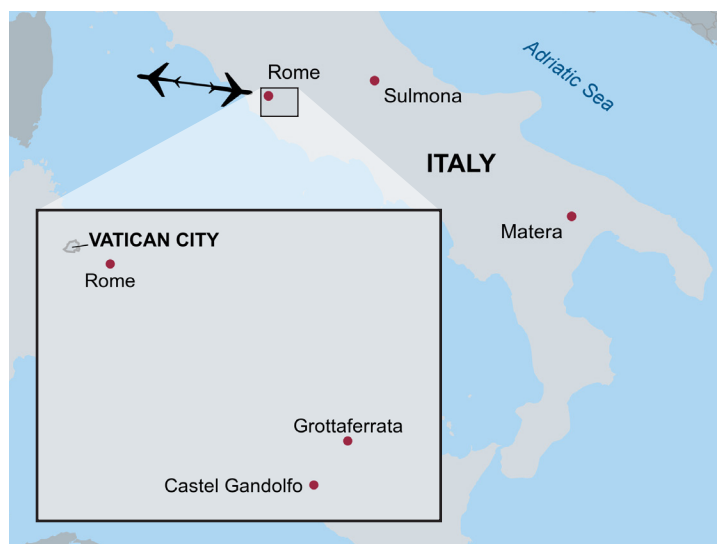 Adriatic Sea
Rome
Sulmona
ITALY
Matera
VATICAN CITY
Rome
Grottaferrata
Castel Gandolfo